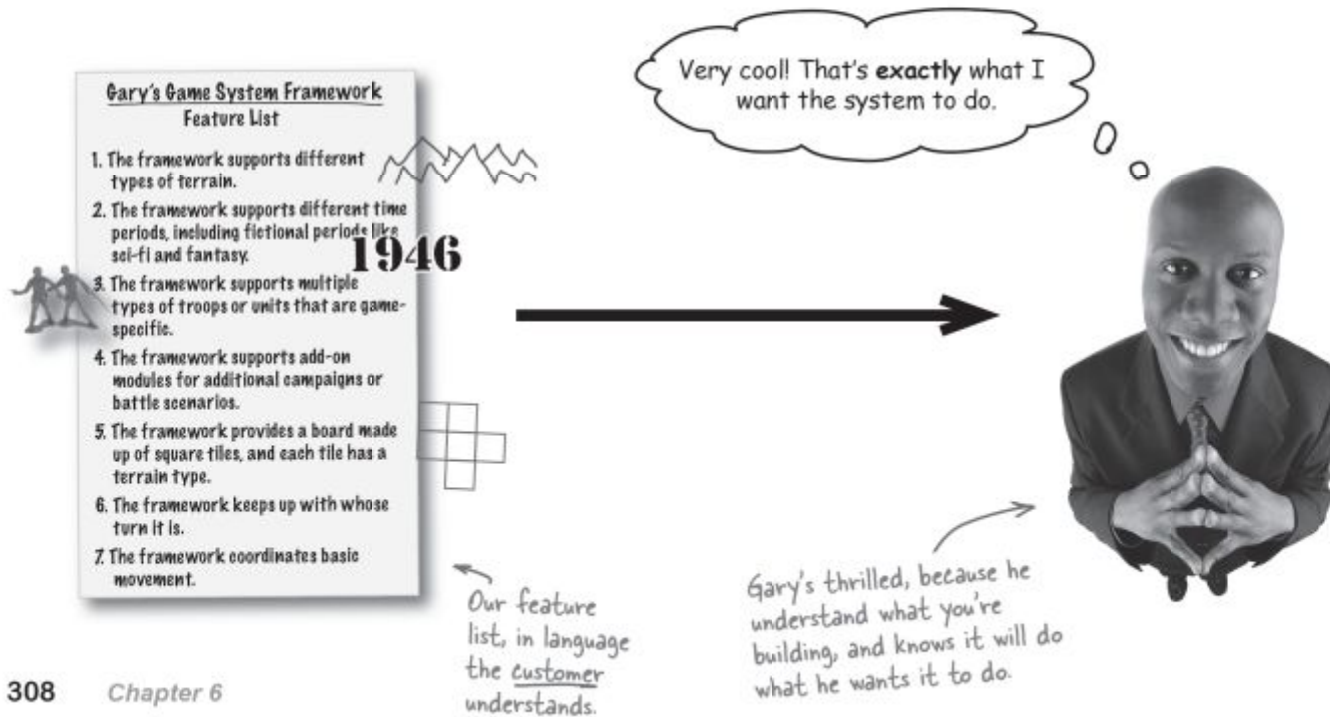 Very cool! That's exactly what I
want the system to do.
Gary's Game System Framework
Feature List
1. The framework supports different
types of terrain.
2. The framework supports different time
periods, including fictional periods like
sci-fi and fantasy.
1946
3. The framework supports multiple
types of troops or units that are game-
specific.
4. The framework supports add-on
modules for additional campaigns or
battle scenarios.
5. The framework provides a board made
up of square tiles, and each tile has a
terrain type.
6. The framework keeps up with whose
turn it is.
7. The framework coordinates basic
movement.
Our feature
list, in language
the customer
understands.
Gary's thrilled, because he
understand what you're
building, and knows it will do
what he wants it to do.
308 Chapter 6